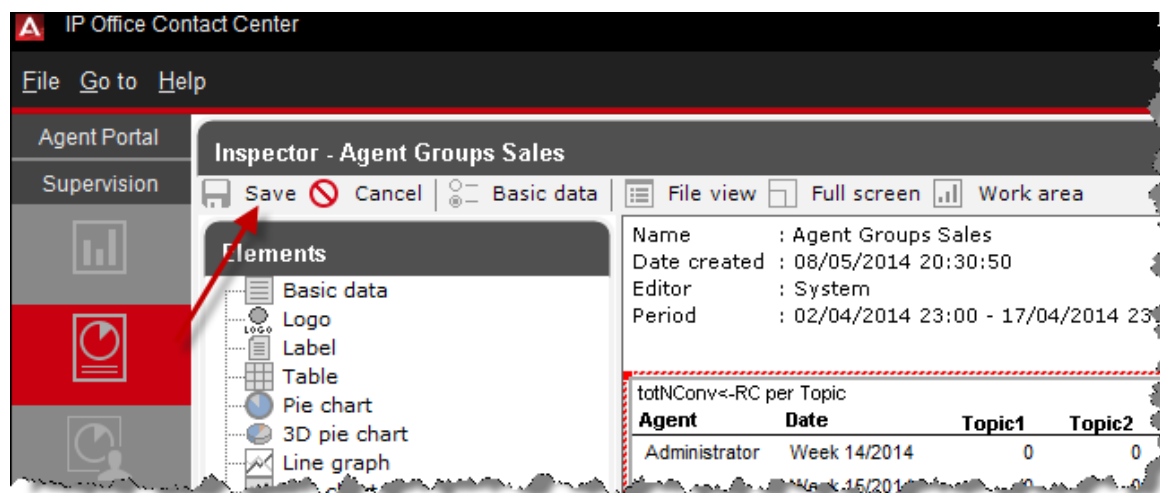 IP Office Contact Center
File Go to Help
Agent Portal
Supervision
Inspector - Agent Groups Sales
Save Cancel Basic data File view Full screen Work area
Elements
Basic data
LOGO Logo
Label
Table
Pie chart
3D pie chart
Line graph
Name : Agent Groups Sales
Date created : 08/05/2014 20:30:50
Editor : System
Period : 02/04/2014 23:00 - 17/04/2014 23
totNConv<-RC per Topic
Agent Date Topic1 Topic2
Administrator Week 14/2014 0 0